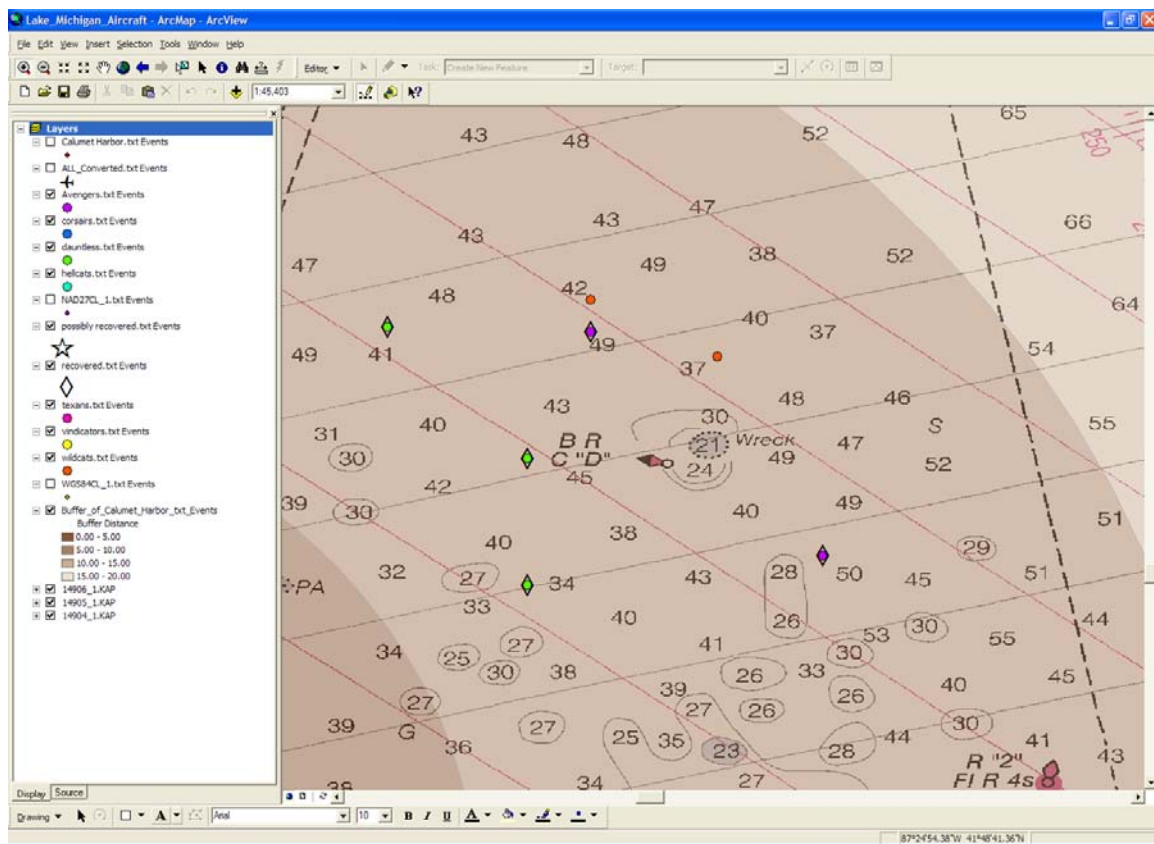 Lake_Michigan_Aircraft - ArcMap - ArcView
File Edit View Insert Selection Tools Window Help
Editor Task: Create New Feature Target:
1:45,403
Layers
Calumet Harbor.txt Events
ALL_Converted.txt Events
Avengers.txt Events
corsairs.txt Events
dauntless.txt Events
hellcats.txt Events
NAD27CL_1.txt Events
possibly recovered.txt Events
recovered.txt Events
texans.txt Events
vindicators.txt Events
wildcats.txt Events
WGS84CL_1.txt Events
Buffer_of_Calumet_Harbor_txt_Events
Buffer Distance
0.00 - 5.00
5.00 - 10.00
10.00 - 15.00
15.00 - 20.00
14906_1.KAP
14905_1.KAP
14904_1.KAP
Display Source
65
43 48 52
250
43 47 66
43 38 52
47 49
48 42 64
40 37
49 41 49 54
37
43 48 46
40 30 55
31 B R 21 Wreck 47 S
30 C "D" 24 49 52
45
42 49
39 30 40 51
38
40 29
PA 32 27 34 43 28 50 45 51
33 40 26 44
27 41 53 30 55
34 25 30 38 33 30
39 26 40 45
27 27 26 26
39 G 27 25 35 30
36 23 28 44 41
R "2" 43
38 34 27 Fl R 4s
Drawing A Arial 10 B I U A
87°24'54.38"W 41°48'41.36"N